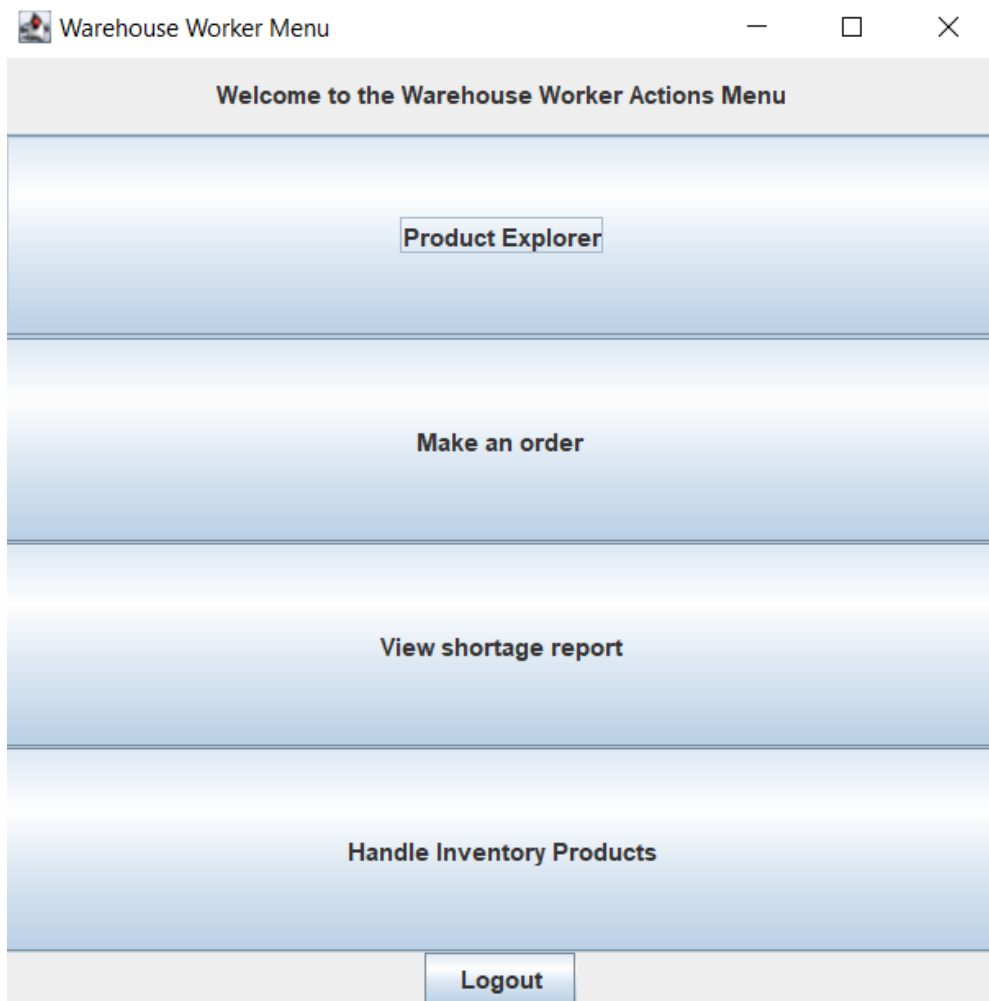 Warehouse Worker Menu
Welcome to the Warehouse Worker Actions Menu
Product Explorer
Make an order
View shortage report
Handle Inventory Products
Logout